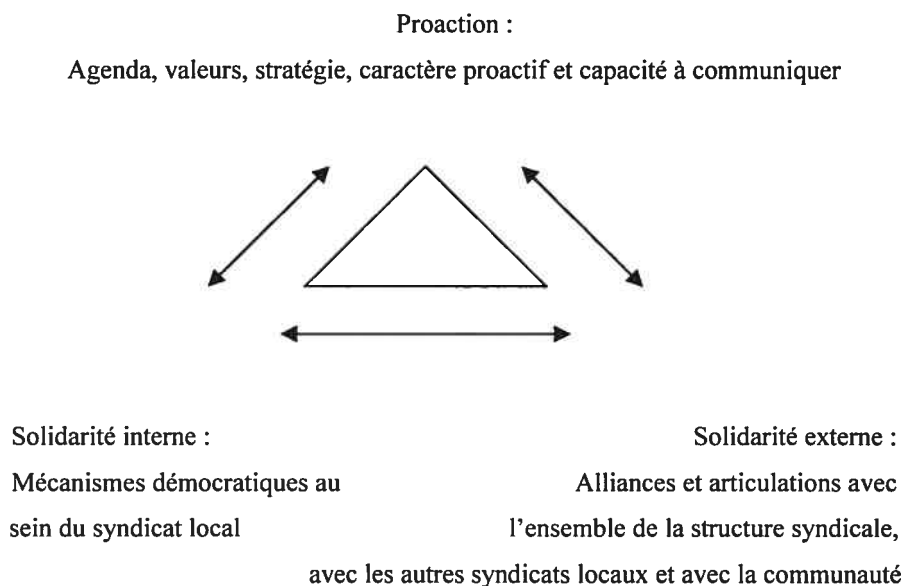 Proaction :
Agenda, valeurs, stratégie, caractère proactif et capacité à communiquer
Solidarité interne :
Mécanismes démocratiques au
sein du syndicat local
Solidarité externe :
Alliances et articulations avec
l'ensemble de la structure syndicale,
avec les autres syndicats locaux et avec la communauté